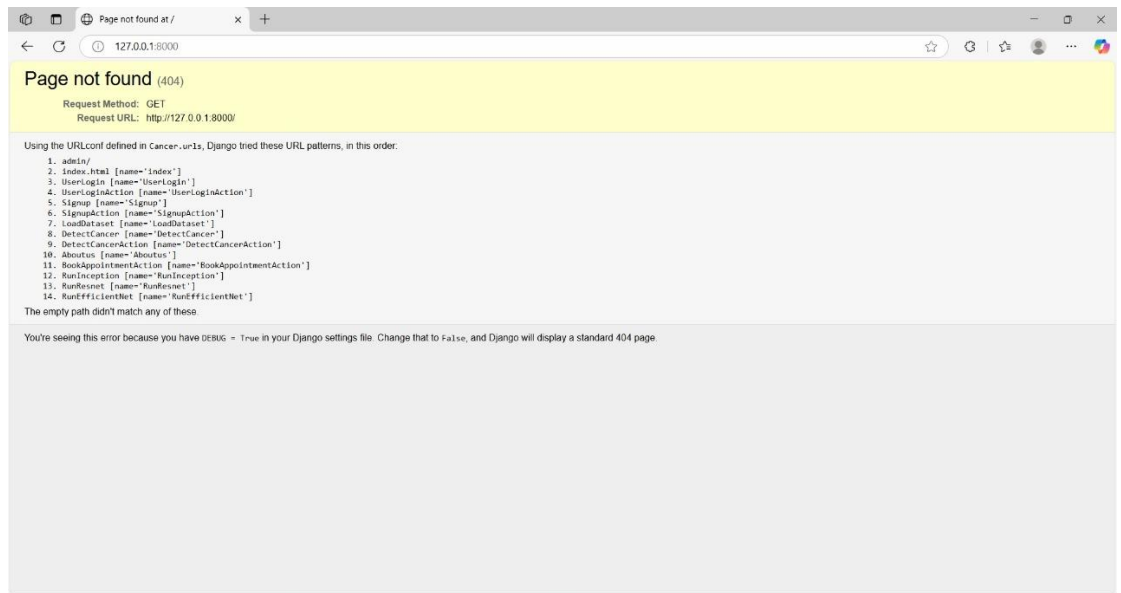 Page not found at /
127.0.0.1:8000
Page not found (404)
Request Method: GET
Request URL: http://127.0.0.1:8000/
Using the URLconf defined in Cancer.urls, Django tried these URL patterns, in this order:
1. admin/
2. index.html [name='index']
3. UserLogin [name='UserLogin']
4. UserLoginAction [name='UserLoginAction']
5. Signup [name='Signup']
6. SignupAction [name='SignupAction']
7. LoadDataset [name='LoadDataset']
8. DetectCancer [name='DetectCancer']
9. DetectCancerAction [name='DetectCancerAction']
10. Aboutus [name='Aboutus']
11. BookAppointmentAction [name='BookAppointmentAction']
12. RunInception [name='RunInception']
13. RunResnet [name='RunResnet']
14. RunEfficientNet [name='RunEfficientNet']
The empty path didn't match any of these.
You're seeing this error because you have DEBUG = True in your Django settings file. Change that to False, and Django will display a standard 404 page.